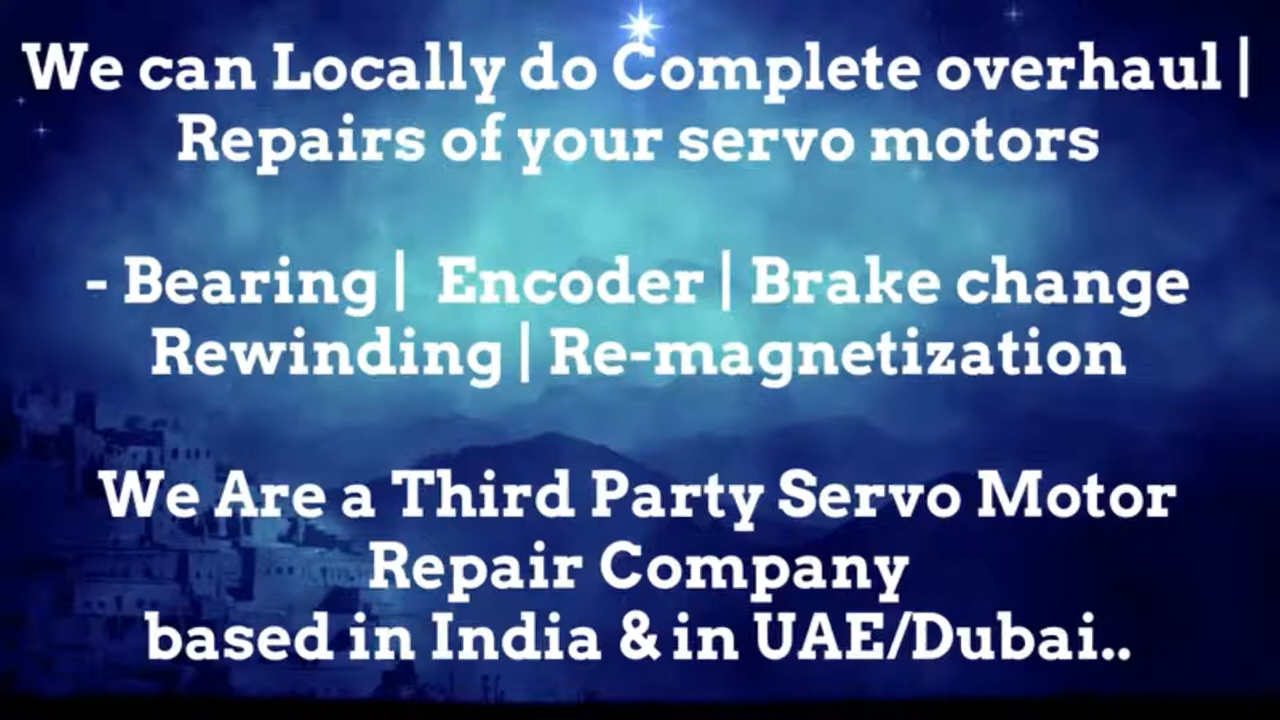 We can Locally do Complete overhaul |
Repairs of your servo motors
- Bearing | Encoder | Brake change
Rewinding | Re-magnetization
We Are a Third Party Servo Motor
Repair Company
based in India & in UAE/Dubai..